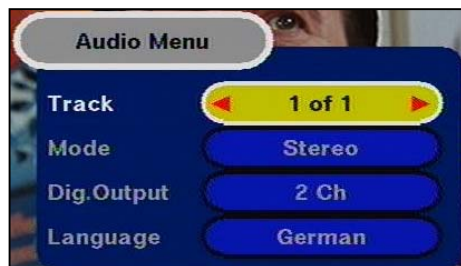 Audio Menu
Track 1 of 1
Mode Stereo
Dig.Output 2 Ch
Language German